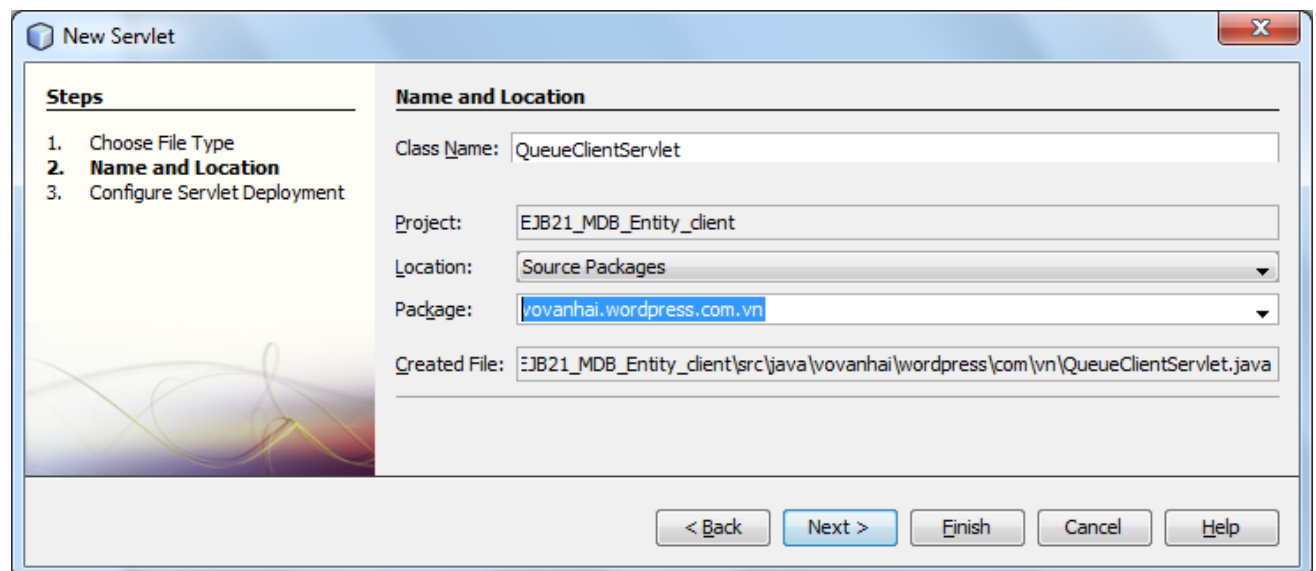 New Servlet
Steps
1. Choose File Type
2. Name and Location
3. Configure Servlet Deployment
Name and Location
Class Name: QueueClientServlet
Project: EJB21_MDB_Entity_client
Location: Source Packages
Package: vovanhai.wordpress.com.vn
Created File: EJB21_MDB_Entity_client\src\java\vovanhai\wordpress\com\vn\QueueClientServlet.java
< Back Next > Finish Cancel Help